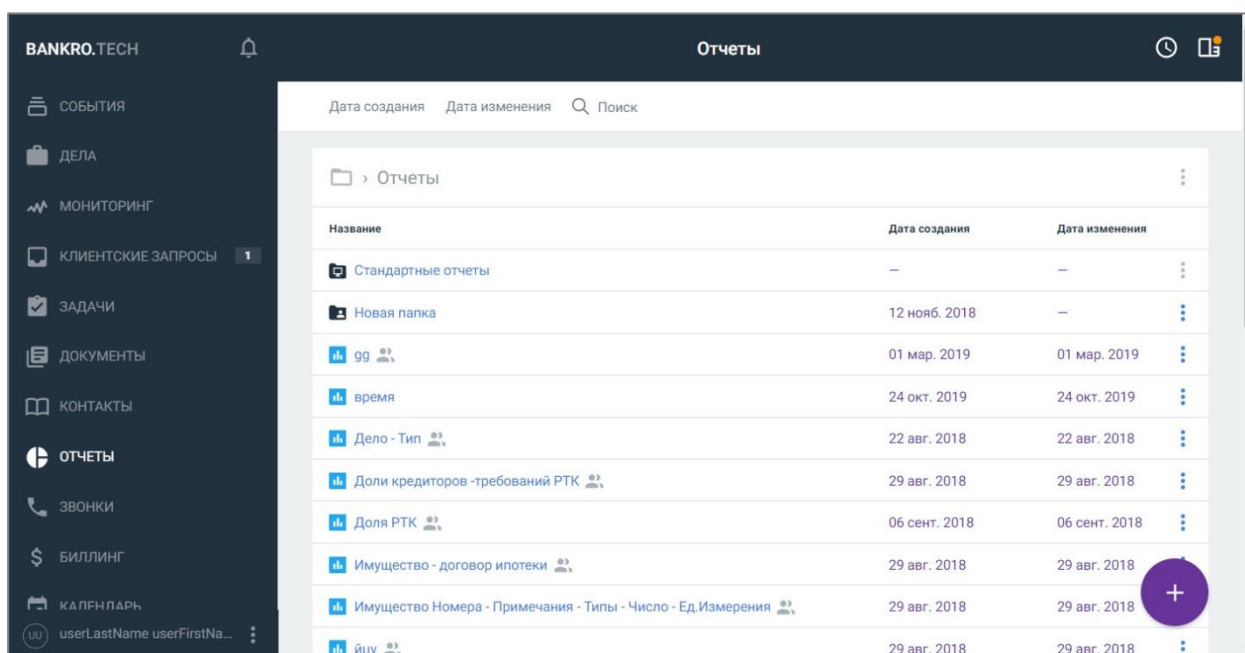 BANKRO.TECH
Отчеты
СОБЫТИЯ
ДЕЛА
МОНИТОРИНГ
КЛИЕНТСКИЕ ЗАПРОСЫ 1
ЗАДАЧИ
ДОКУМЕНТЫ
КОНТАКТЫ
ОТЧЕТЫ
ЗВОНКИ
БИЛЛИНГ
КАЛЕНДАРЬ
UU userLastName userFirstNa...
Дата создания Дата изменения Поиск
› Отчеты
Название Дата создания Дата изменения
Стандартные отчеты – –
Новая папка 12 нояб. 2018 –
gg 01 мар. 2019 01 мар. 2019
время 24 окт. 2019 24 окт. 2019
Дело - Тип 22 авг. 2018 22 авг. 2018
Доли кредиторов -требований РТК 29 авг. 2018 29 авг. 2018
Доля РТК 06 сент. 2018 06 сент. 2018
Имущество - договор ипотеки 29 авг. 2018 29 авг. 2018
Имущество Номера - Примечания - Типы - Число - Ед.Измерения 29 авг. 2018 29 авг. 2018
йцу 29 авг. 2018 29 авг. 2018